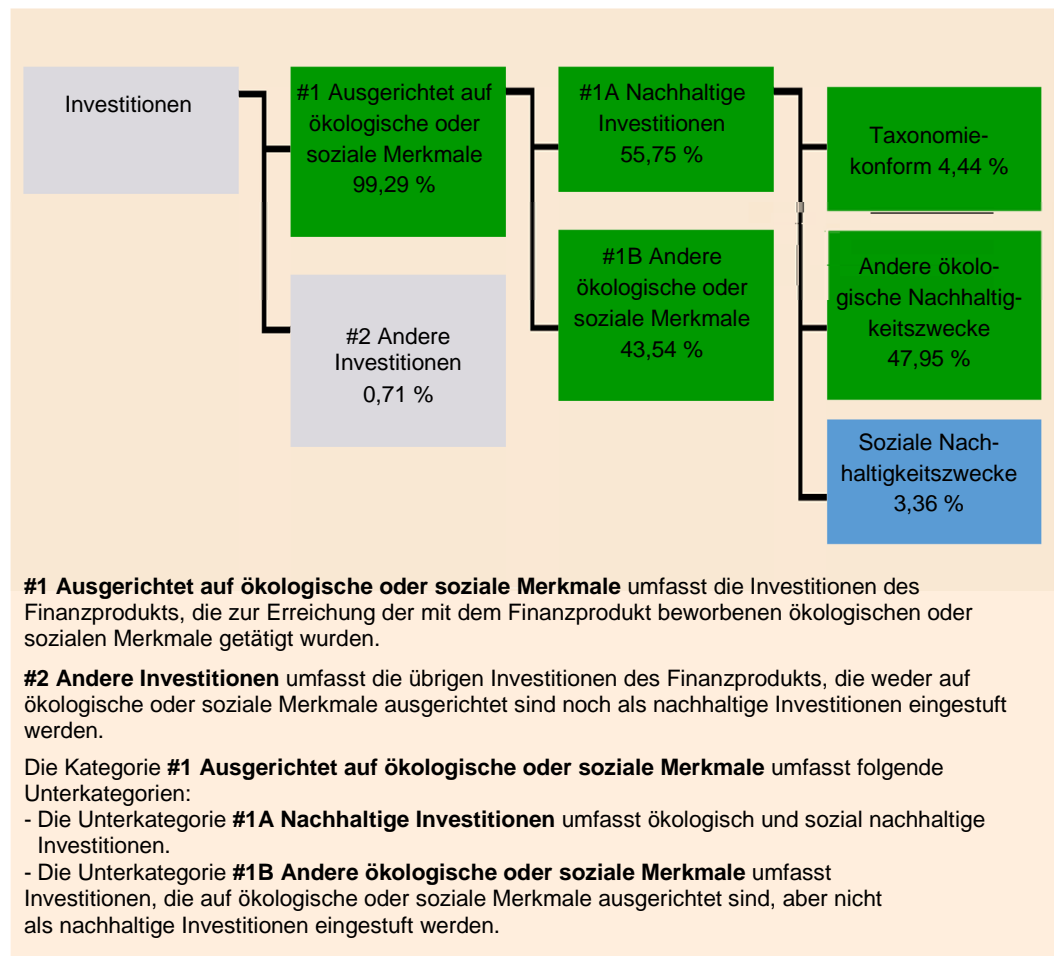 Investitionen
#1 Ausgerichtet auf
ökologische oder
soziale Merkmale
99,29 %
#2 Andere
Investitionen
0,71 %
#1A Nachhaltige
Investitionen
55,75 %
#1B Andere
ökologische oder
soziale Merkmale
43,54 %
Taxonomie-
konform 4,44 %
Andere ökolo-
gische Nachhaltig-
keitszwecke
47,95 %
Soziale Nach-
haltigkeitszwecke
3,36 %
#1 Ausgerichtet auf ökologische oder soziale Merkmale umfasst die Investitionen des
Finanzprodukts, die zur Erreichung der mit dem Finanzprodukt beworbenen ökologischen oder
sozialen Merkmale getätigt wurden.
#2 Andere Investitionen umfasst die übrigen Investitionen des Finanzprodukts, die weder auf
ökologische oder soziale Merkmale ausgerichtet sind noch als nachhaltige Investitionen eingestuft
werden.
Die Kategorie #1 Ausgerichtet auf ökologische oder soziale Merkmale umfasst folgende
Unterkategorien:
- Die Unterkategorie #1A Nachhaltige Investitionen umfasst ökologisch und sozial nachhaltige
Investitionen.
- Die Unterkategorie #1B Andere ökologische oder soziale Merkmale umfasst
Investitionen, die auf ökologische oder soziale Merkmale ausgerichtet sind, aber nicht
als nachhaltige Investitionen eingestuft werden.